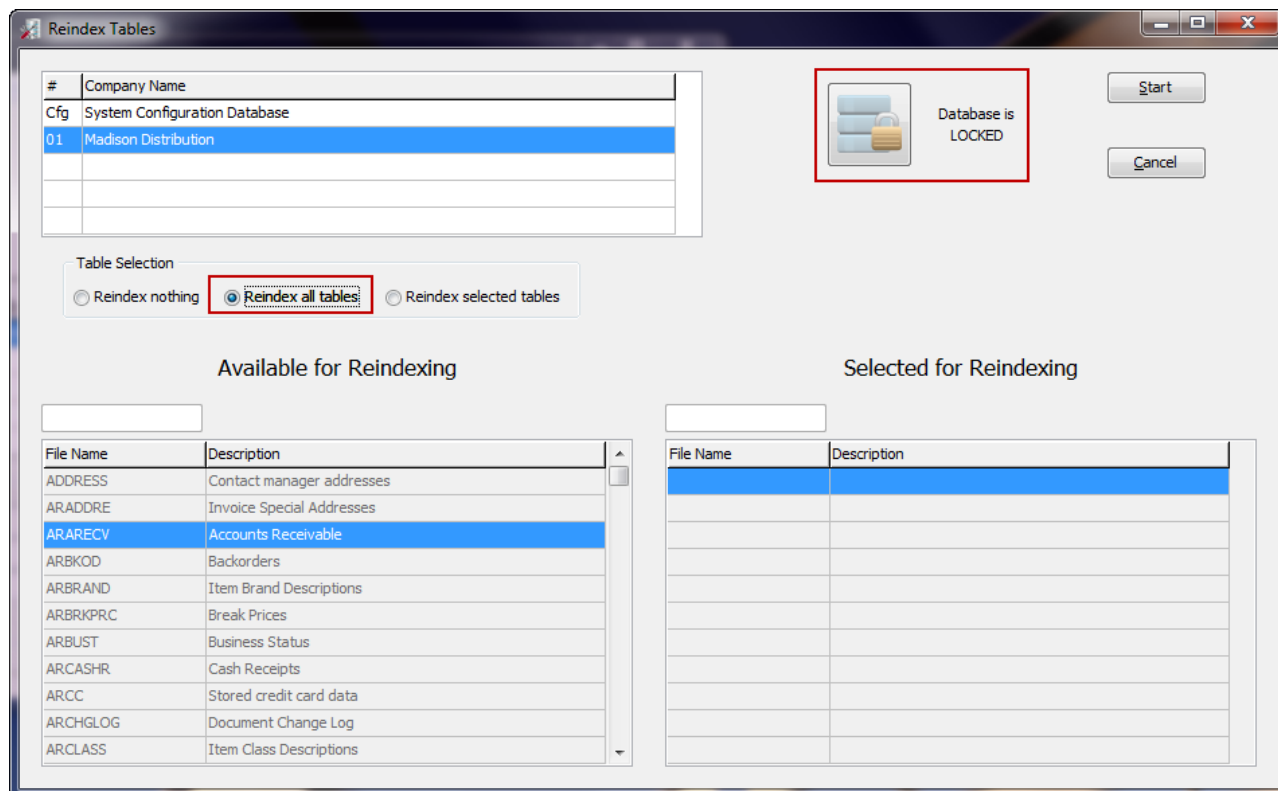 Reindex Tables
# Company Name
Cfg System Configuration Database
01 Madison Distribution
Database is
LOCKED
Start
Cancel
Table Selection
Reindex nothing Reindex all tables Reindex selected tables
Available for Reindexing
File Name Description
ADDRESS Contact manager addresses
ARADDRE Invoice Special Addresses
ARARECV Accounts Receivable
ARBKOD Backorders
ARBRAND Item Brand Descriptions
ARBRKPRC Break Prices
ARBUST Business Status
ARCASHR Cash Receipts
ARCC Stored credit card data
ARCHGLOG Document Change Log
ARCLASS Item Class Descriptions
Selected for Reindexing
File Name Description